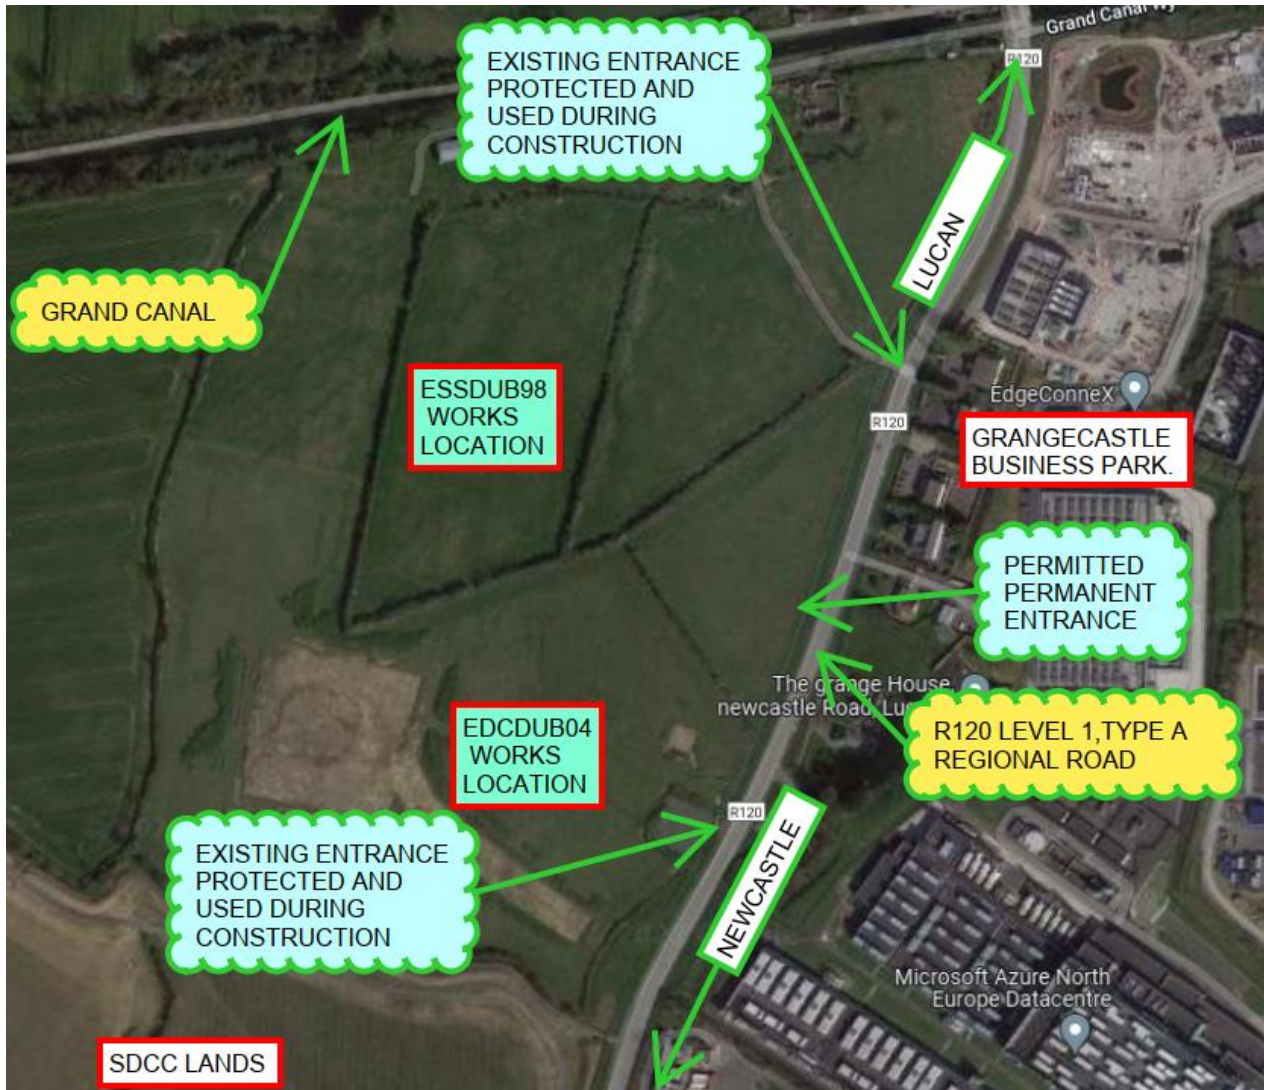 Grand Canal Wy
R120
EXISTING ENTRANCE
PROTECTED AND
USED DURING
CONSTRUCTION
LUCAN
GRAND CANAL
ESSDUB98
WORKS
LOCATION
EdgeConneX
R120
GRANGECASTLE
BUSINESS PARK.
PERMITTED
PERMANENT
ENTRANCE
The grange House,
newcastle Road,
R120 LEVEL 1,TYPE A
REGIONAL ROAD
EDCDUB04
WORKS
LOCATION
R120
NEWCASTLE
EXISTING ENTRANCE
PROTECTED AND
USED DURING
CONSTRUCTION
Microsoft Azure North
Europe Datacentre
SDCC LANDS